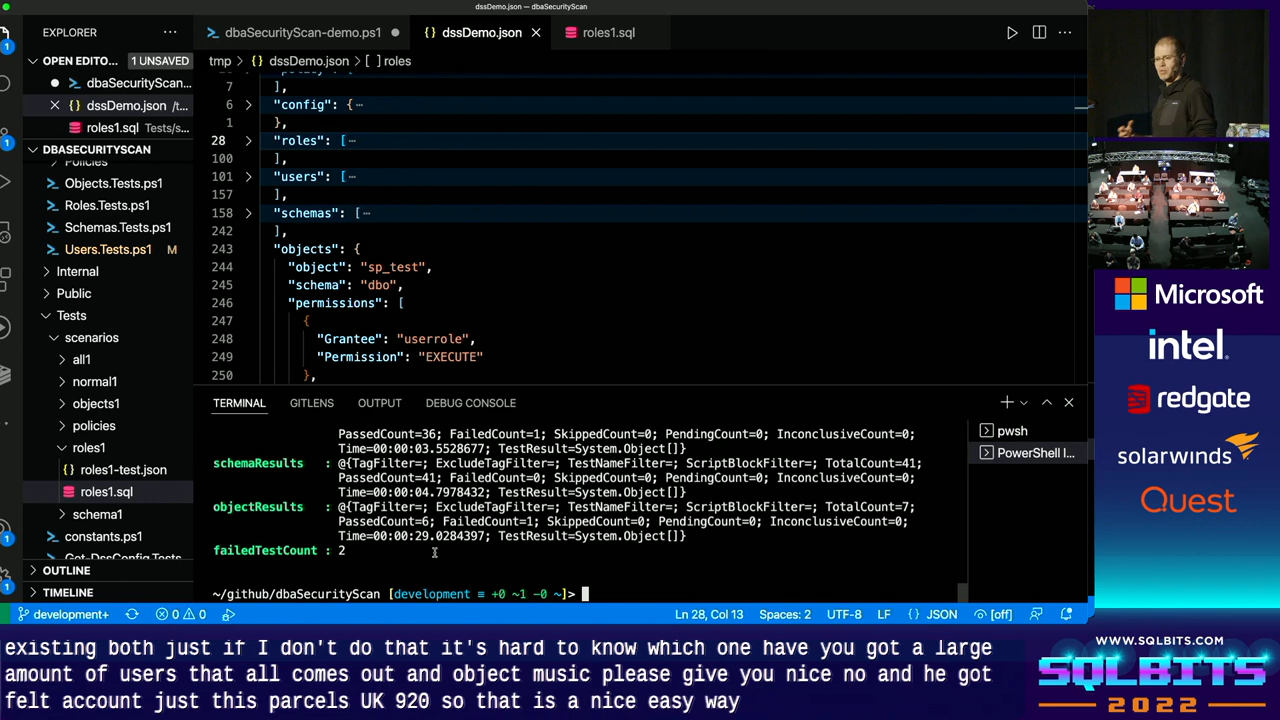 dssDemo.json — dbaSecurityScan
EXPLORER
OPEN EDITO... 1 UNSAVED
dbaSecurityScan...
dssDemo.json /t...
roles1.sql Tests/s...
DBASECURITYSCAN
Policies
Objects.Tests.ps1
Roles.Tests.ps1
Schemas.Tests.ps1
Users.Tests.ps1 M
Internal
Public
Tests
scenarios
all1
normal1
objects1
policies
roles1
roles1-test.json
roles1.sql
schema1
constants.ps1
Get-DssConfig.Tests
OUTLINE
TIMELINE
dbaSecurityScan-demo.ps1
dssDemo.json
roles1.sql
tmp > dssDemo.json > [ ] roles
7 ],
6 "config": {
1 },
28 "roles": [
100 ],
101 "users": [
157 ],
158 "schemas": [
242 ],
243 "objects": {
244 "object": "sp_test",
245 "schema": "dbo",
246 "permissions": [
247 {
248 "Grantee": "userrole",
249 "Permission": "EXECUTE"
250 },
TERMINAL GITLENS OUTPUT DEBUG CONSOLE
pwsh
PowerShell I...
PassedCount=36; FailedCount=1; SkippedCount=0; PendingCount=0; InconclusiveCount=0;
Time=00:00:03.5528677; TestResult=System.Object[]}
schemaResults : @{TagFilter=; ExcludeTagFilter=; TestNameFilter=; ScriptBlockFilter=; TotalCount=41;
PassedCount=41; FailedCount=0; SkippedCount=0; PendingCount=0; InconclusiveCount=0;
Time=00:00:04.7978432; TestResult=System.Object[]}
objectResults : @{TagFilter=; ExcludeTagFilter=; TestNameFilter=; ScriptBlockFilter=; TotalCount=7;
PassedCount=6; FailedCount=1; SkippedCount=0; PendingCount=0; InconclusiveCount=0;
Time=00:00:29.0284397; TestResult=System.Object[]}
failedTestCount : 2
~/github/dbaSecurityScan [development ≡ +0 ~1 -0 ~]>
development+ 0 0 Ln 28, Col 13 Spaces: 2 UTF-8 LF { } JSON [off]
existing both just if I don't do that it's hard to know which one have you got a large
amount of users that all comes in and object music please give you nice no and he got
felt account just this parcels UK 920 so that is a nice easy way
Microsoft
intel.
redgate
solarwinds
Quest
WWW.SQLBITS.COM
SQLBITS
2022